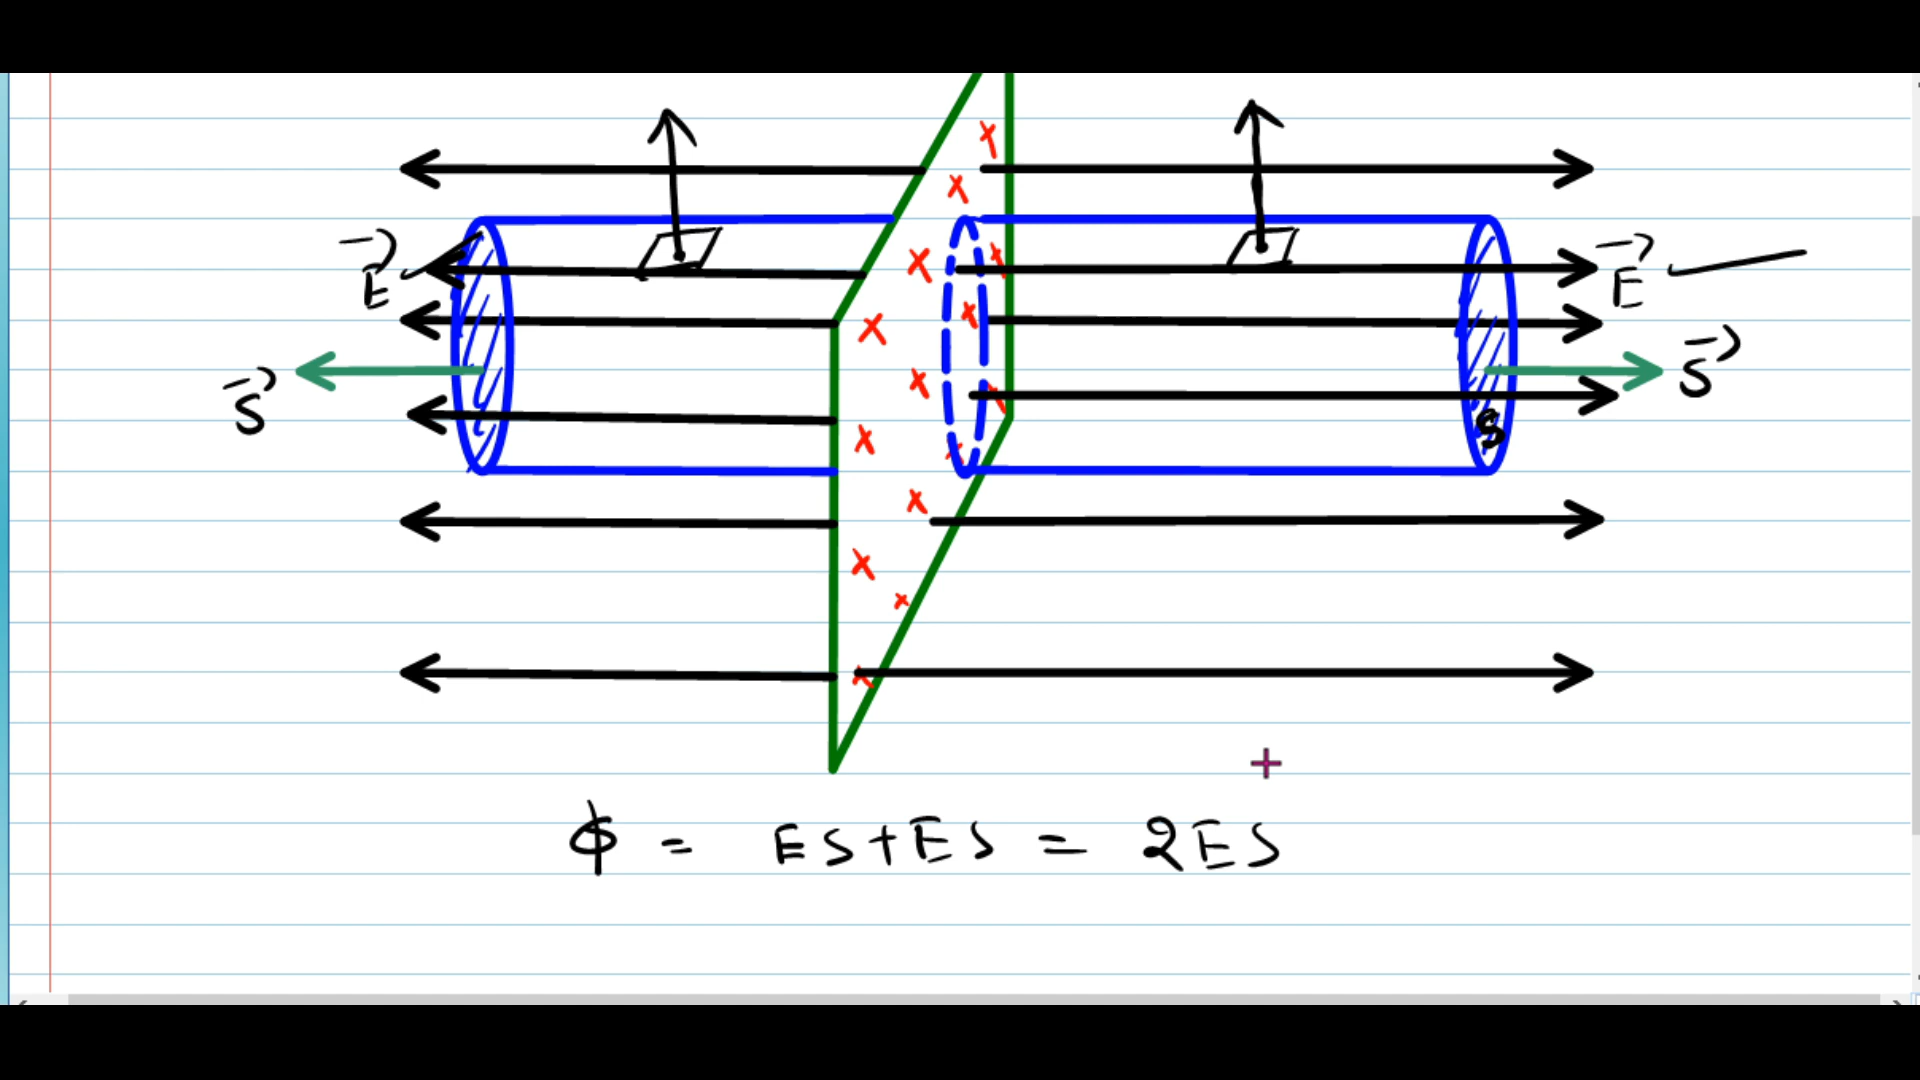 E⃗
E⃗
S⃗
S⃗
S
ϕ = ES+ES = 2ES